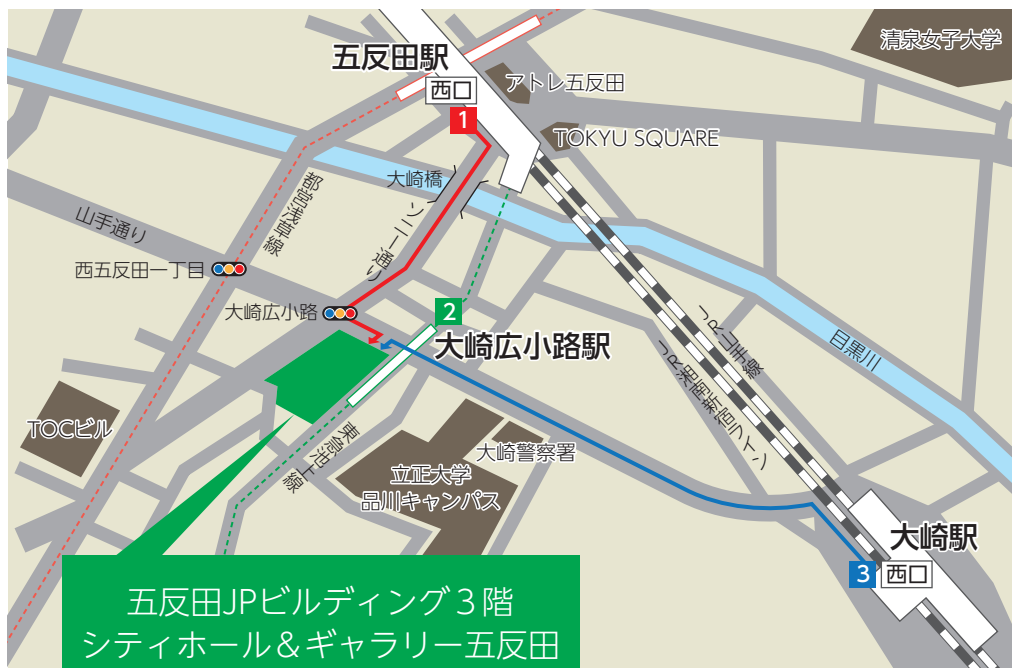 清泉女子大学
五反田駅
西口
アトレ五反田
1
TOKYU SQUARE
大崎橋
都営浅草線
ソニー通り
山手通り
西五反田一丁目
大崎広小路
2
大崎広小路駅
JR山手線
JR湘南新宿ライン
目黒川
TOCビル
東急池上線
大崎警察署
立正大学
品川キャンパス
大崎駅
3
西口
五反田JPビルディング3階
シティホール&ギャラリー五反田